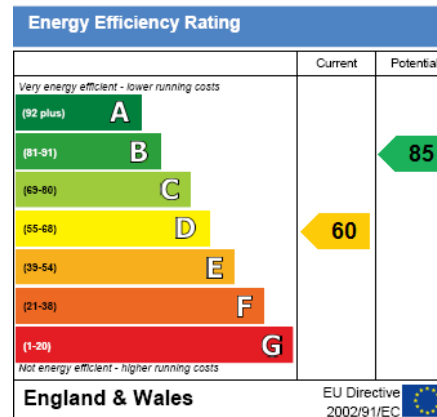 Energy Efficiency Rating
Current Potential
Very energy efficient - lower running costs
(92 plus) A
(81-91) B
85
(69-80) C
(55-68) D
60
(39-54) E
(21-38) F
(1-20) G
Not energy efficient - higher running costs
England & Wales
EU Directive
2002/91/EC